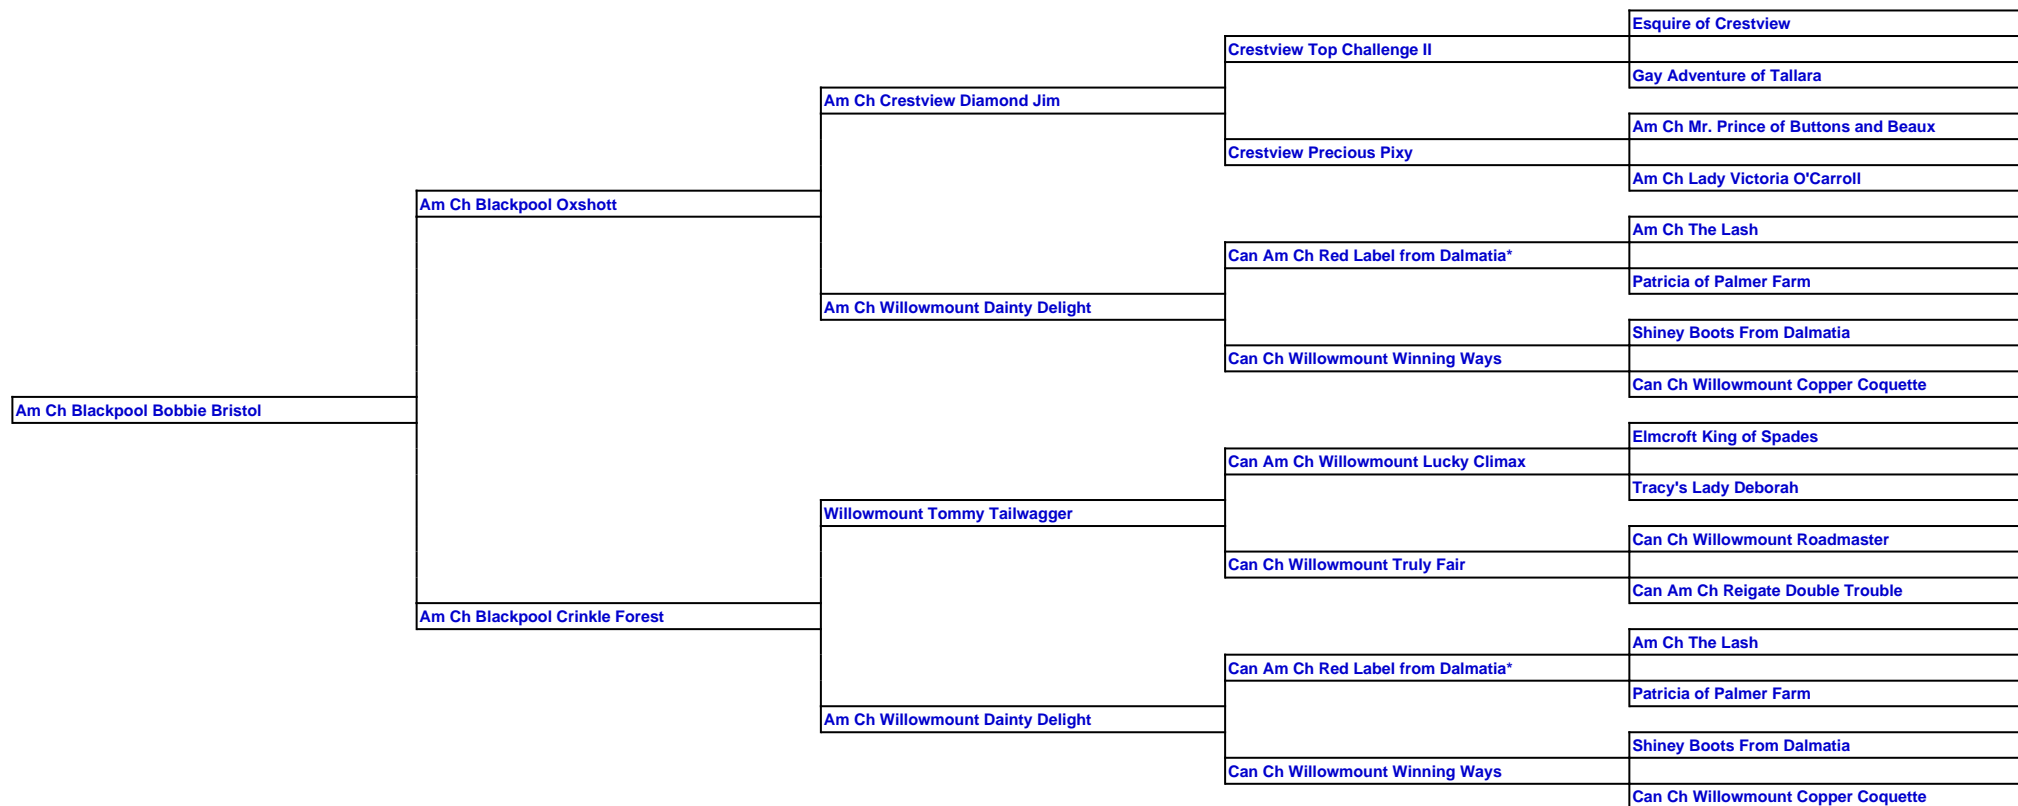 Esquire of Crestview
Crestview Top Challenge II
Gay Adventure of Tallara
Am Ch Crestview Diamond Jim
Am Ch Mr. Prince of Buttons and Beaux
Crestview Precious Pixy
Am Ch Lady Victoria O'Carroll
Am Ch Blackpool Oxshott
Am Ch The Lash
Can Am Ch Red Label from Dalmatia*
Patricia of Palmer Farm
Am Ch Willowmount Dainty Delight
Shiney Boots From Dalmatia
Can Ch Willowmount Winning Ways
Can Ch Willowmount Copper Coquette
Am Ch Blackpool Bobbie Bristol
Elmcroft King of Spades
Can Am Ch Willowmount Lucky Climax
Tracy's Lady Deborah
Willowmount Tommy Tailwagger
Can Ch Willowmount Roadmaster
Can Ch Willowmount Truly Fair
Can Am Ch Reigate Double Trouble
Am Ch Blackpool Crinkle Forest
Am Ch The Lash
Can Am Ch Red Label from Dalmatia*
Patricia of Palmer Farm
Am Ch Willowmount Dainty Delight
Shiney Boots From Dalmatia
Can Ch Willowmount Winning Ways
Can Ch Willowmount Copper Coquette